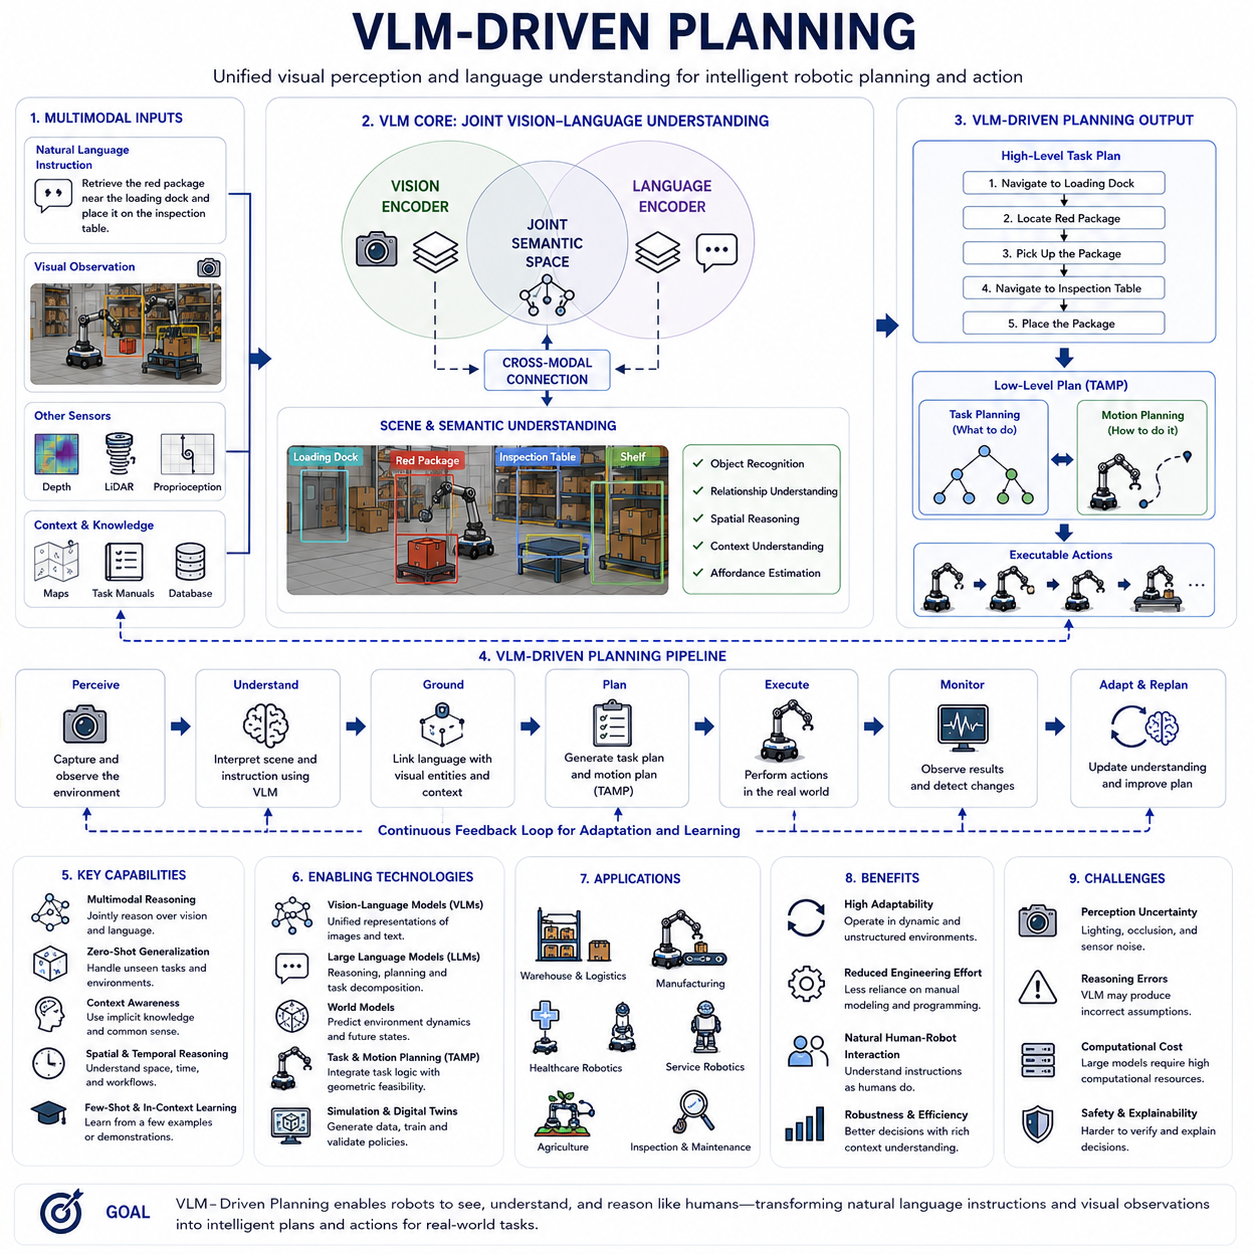 VLM-DRIVEN PLANNING
Unified visual perception and language understanding for intelligent robotic planning and action
1. MULTIMODAL INPUTS
Natural Language
Instruction
Retrieve the red package
near the loading dock and
place it on the inspection
table.
Visual Observation
Other Sensors
Depth
LiDAR
Proprioception
Context & Knowledge
Maps
Task Manuals
Database
2. VLM CORE: JOINT VISION–LANGUAGE UNDERSTANDING
VISION
ENCODER
JOINT
SEMANTIC
SPACE
LANGUAGE
ENCODER
CROSS-MODAL
CONNECTION
SCENE & SEMANTIC UNDERSTANDING
Loading Dock
Red Package
Inspection Table
Shelf
Object Recognition
Relationship Understanding
Spatial Reasoning
Context Understanding
Affordance Estimation
3. VLM-DRIVEN PLANNING OUTPUT
High-Level Task Plan
1. Navigate to Loading Dock
2. Locate Red Package
3. Pick Up the Package
4. Navigate to Inspection Table
5. Place the Package
Low-Level Plan (TAMP)
Task Planning
(What to do)
Motion Planning
(How to do it)
Executable Actions
...
4. VLM-DRIVEN PLANNING PIPELINE
Perceive
Capture and
observe the
environment
Understand
Interpret scene and
instruction using
VLM
Ground
Link language with
visual entities and
context
Plan
Generate task plan
and motion plan
(TAMP)
Execute
Perform actions
in the real world
Monitor
Observe results
and detect changes
Adapt & Replan
Update understanding
and improve plan
Continuous Feedback Loop for Adaptation and Learning
5. KEY CAPABILITIES
Multimodal Reasoning
Jointly reason over vision
and language.
Zero-Shot Generalization
Handle unseen tasks and
environments.
Context Awareness
Use implicit knowledge
and common sense.
Spatial & Temporal Reasoning
Understand space, time,
and workflows.
Few-Shot & In-Context Learning
Learn from a few examples
or demonstrations.
6. ENABLING TECHNOLOGIES
Vision-Language Models (VLMs)
Unified representations of
images and text.
Large Language Models (LLMs)
Reasoning, planning and
task decomposition.
World Models
Predict environment dynamics
and future states.
Task & Motion Planning (TAMP)
Integrate task logic with
geometric feasibility.
Simulation & Digital Twins
Generate data, train and
validate policies.
7. APPLICATIONS
Warehouse & Logistics
Manufacturing
Healthcare Robotics
Service Robotics
Agriculture
Inspection & Maintenance
8. BENEFITS
High Adaptability
Operate in dynamic and
unstructured environments.
Reduced Engineering Effort
Less reliance on manual
modeling and programming.
Natural Human-Robot
Interaction
Understand instructions
as humans do.
Robustness & Efficiency
Better decisions with rich
context understanding.
9. CHALLENGES
Perception Uncertainty
Lighting, occlusion, and
sensor noise.
Reasoning Errors
VLM may produce
incorrect assumptions.
Computational Cost
Large models require high
computational resources.
Safety & Explainability
Harder to verify and explain
decisions.
GOAL
VLM–Driven Planning enables robots to see, understand, and reason like humans—transforming natural language instructions and visual observations
into intelligent plans and actions for real-world tasks.